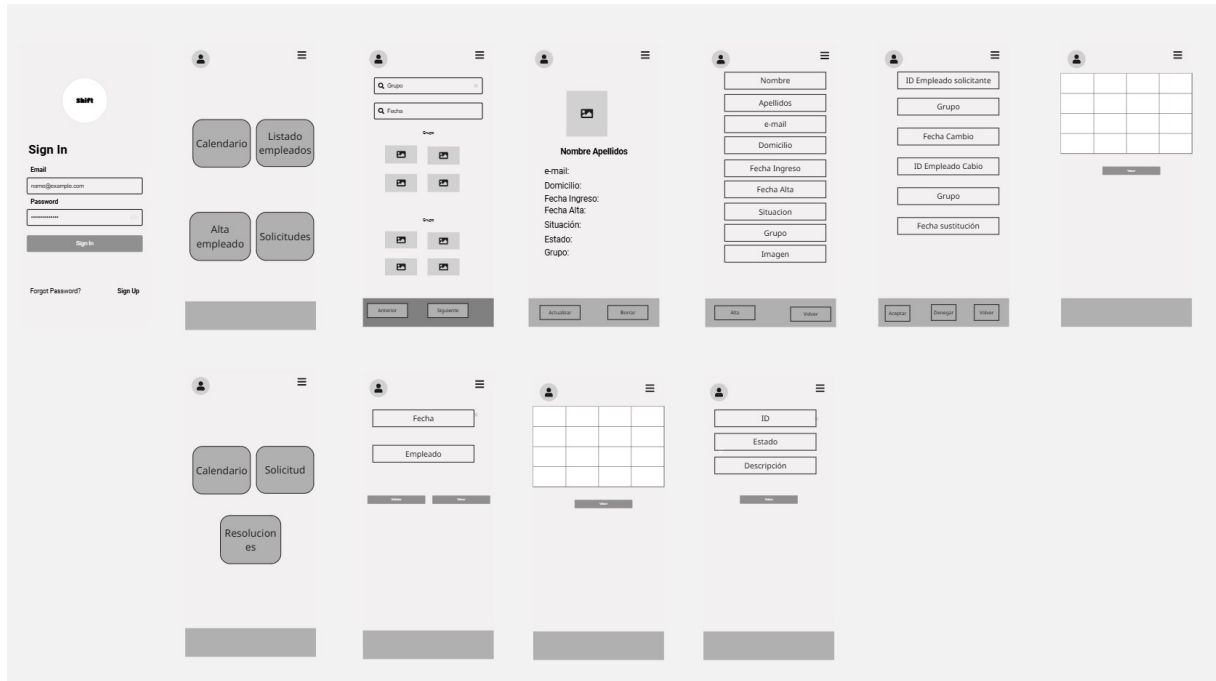 Shift
Sign In
Email
name@example.com
Password
Sign In
Forgot Password?
Sign Up
Calendario
Listado
empleados
Alta
empleado
Solicitudes
Grupo
Fecha
Grupo
Grupo
Anterior
Siguiente
Nombre Apellidos
e-mail:
Domicilio:
Fecha Ingreso:
Fecha Alta:
Situación:
Estado:
Grupo:
Actualizar
Borrar
Nombre
Apellidos
e-mail
Domicilio
Fecha Ingreso
Fecha Alta
Situacion
Grupo
Imagen
Alta
Volver
ID Empleado solicitante
Grupo
Fecha Cambio
ID Empleado Cabio
Grupo
Fecha sustitución
Aceptar
Denegar
Volver
Calendario
Solicitud
Resolucion
es
Fecha
Empleado
ID
Estado
Descripción